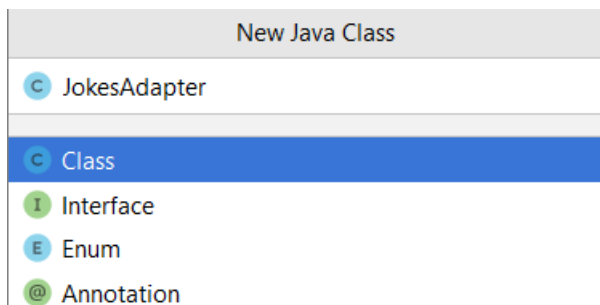 New Java Class
C JokesAdapter
C Class
I Interface
E Enum
@ Annotation